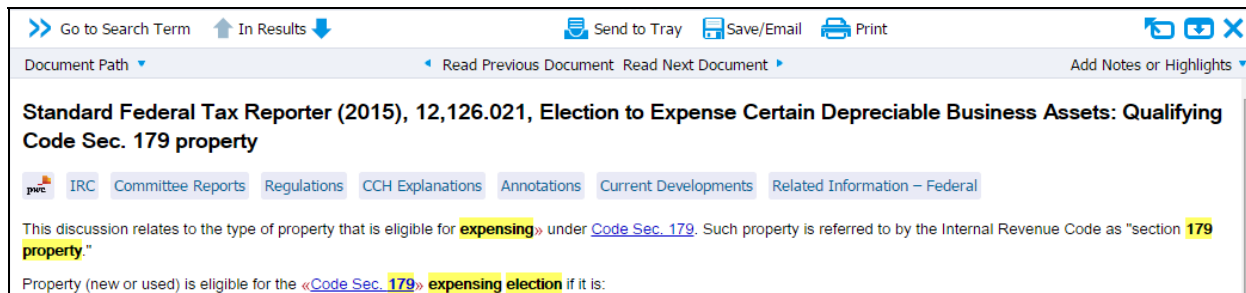 >> Go to Search Term In Results Send to Tray Save/Email Print
Document Path Read Previous Document Read Next Document Add Notes or Highlights
Standard Federal Tax Reporter (2015), 12,126.021, Election to Expense Certain Depreciable Business Assets: Qualifying
Code Sec. 179 property
pwc IRC Committee Reports Regulations CCH Explanations Annotations Current Developments Related Information – Federal
This discussion relates to the type of property that is eligible for expensing» under Code Sec. 179. Such property is referred to by the Internal Revenue Code as "section 179
property."
Property (new or used) is eligible for the «Code Sec. 179» expensing election if it is: